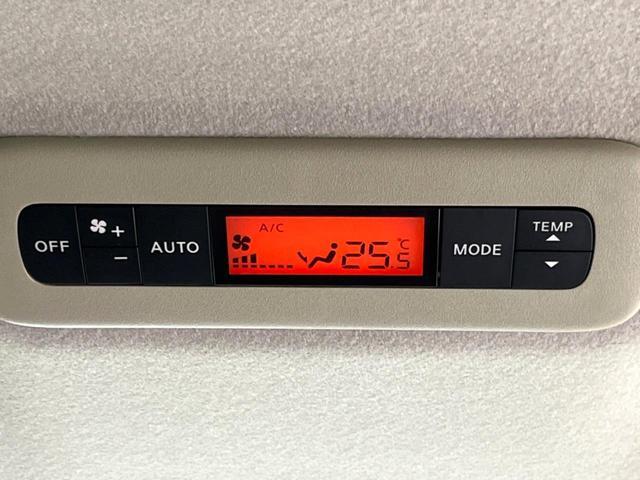 OFF
+
−
AUTO
A/C
25.5 °C
MODE
TEMP